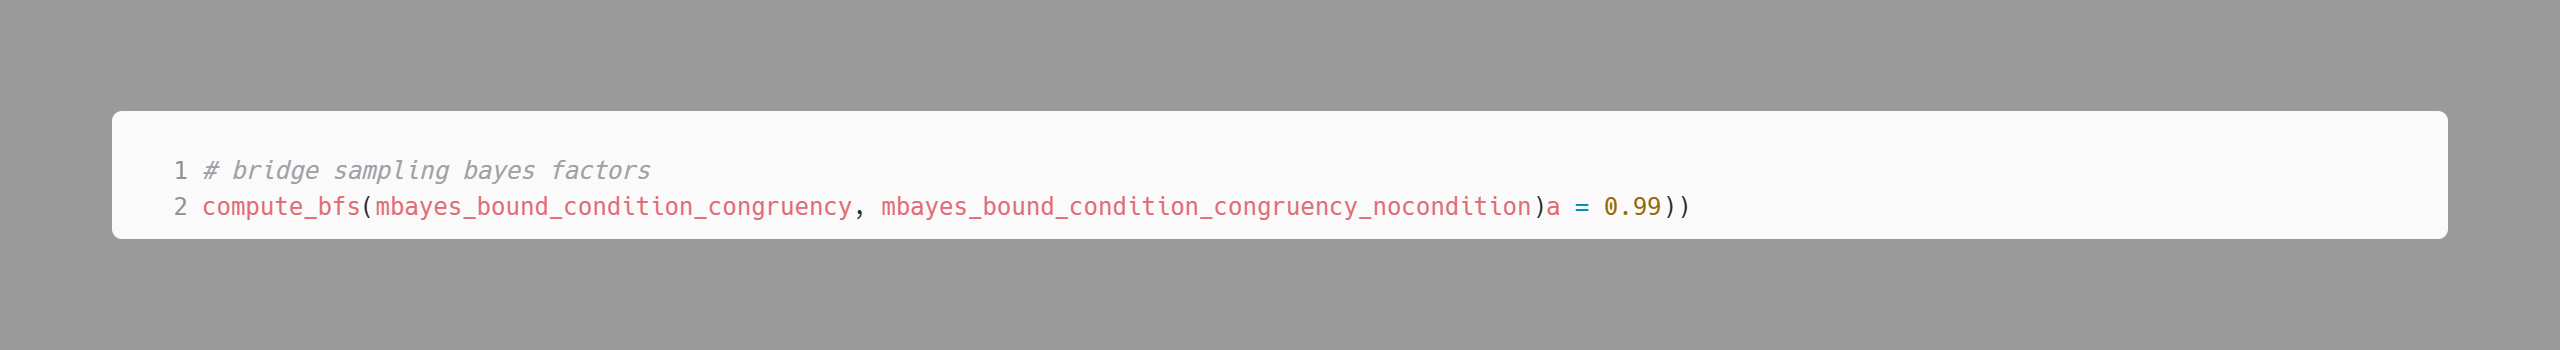 1 # bridge sampling bayes factors
2 compute_bfs(mbayes_bound_condition_congruency, mbayes_bound_condition_congruency_nocondition)a = 0.99))